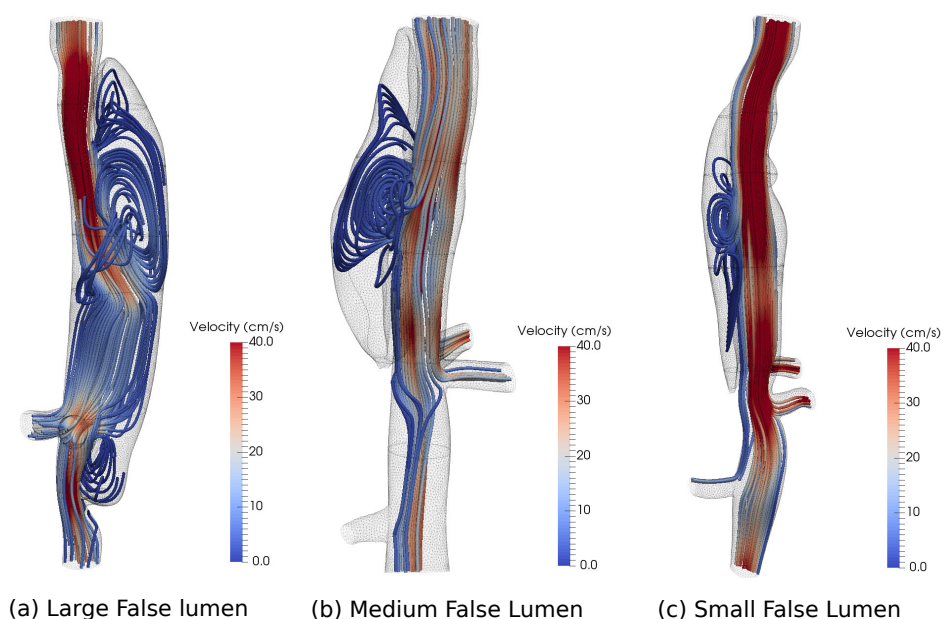 Velocity (cm/s)
40.0
30
20
10
0.0
Velocity (cm/s)
40.0
30
20
10
0.0
Velocity (cm/s)
40.0
30
20
10
0.0
(a) Large False lumen
(b) Medium False Lumen
(c) Small False Lumen